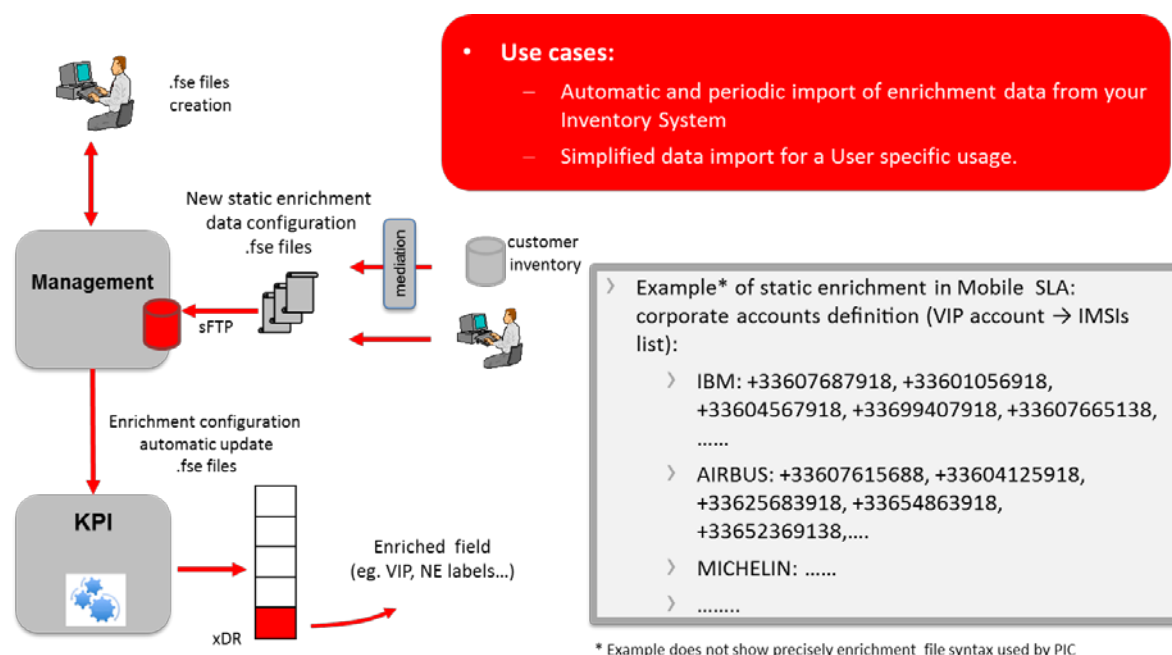 .fse files
creation
• Use cases:
– Automatic and periodic import of enrichment data from your
Inventory System
– Simplified data import for a User specific usage.
New static enrichment
data configuration
.fse files
mediation
customer
inventory
Management
sFTP
Enrichment configuration
automatic update
.fse files
KPI
xDR
Enriched field
(eg. VIP, NE labels...)
> Example* of static enrichment in Mobile SLA:
corporate accounts definition (VIP account → IMSIs
list):
> IBM: +33607687918, +33601056918,
+33604567918, +33699407918, +33607665138,
......
> AIRBUS: +33607615688, +33604125918,
+33625683918, +33654863918,
+33652369138,....
> MICHELIN: ......
> ........
* Example does not show precisely enrichment file syntax used by PIC